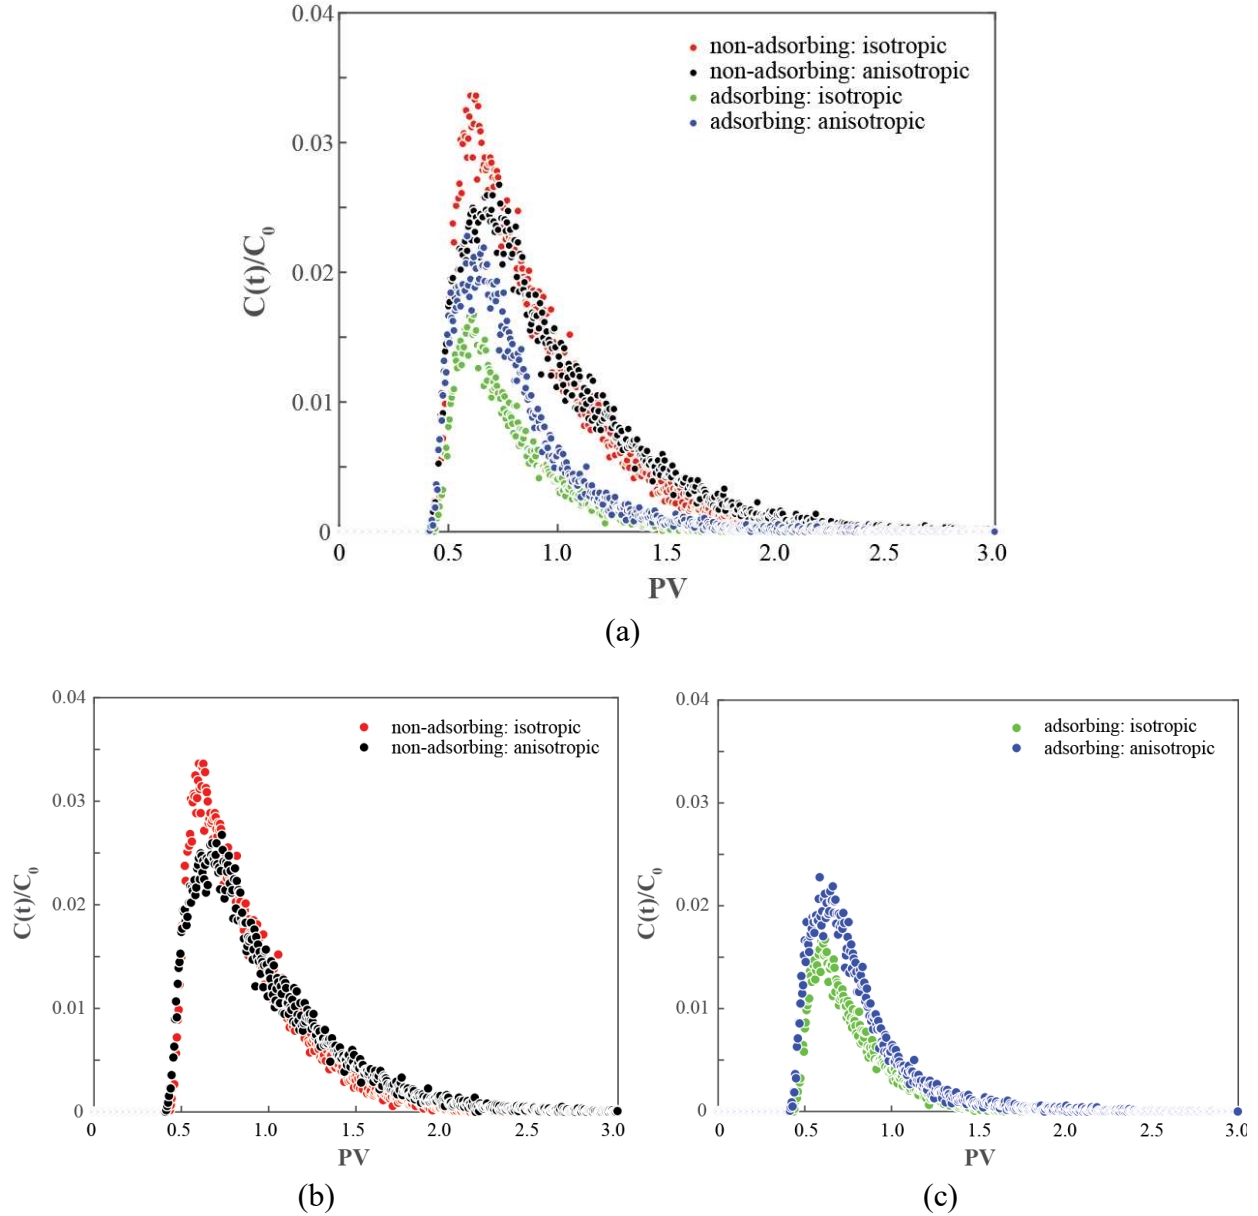 0.04
non-adsorbing: isotropic
non-adsorbing: anisotropic
adsorbing: isotropic
adsorbing: anisotropic
0.03
C(t)/C₀
0.02
0.01
0
0 0.5 1.0 1.5 2.0 2.5 3.0
PV
(a)
0.04
non-adsorbing: isotropic
non-adsorbing: anisotropic
0.03
C(t)/C₀
0.02
0.01
0
0 0.5 1.0 1.5 2.0 2.5 3.0
PV
(b)
0.04
adsorbing: isotropic
adsorbing: anisotropic
0.03
C(t)/C₀
0.02
0.01
0
0 0.5 1.0 1.5 2.0 2.5 3.0
PV
(c)